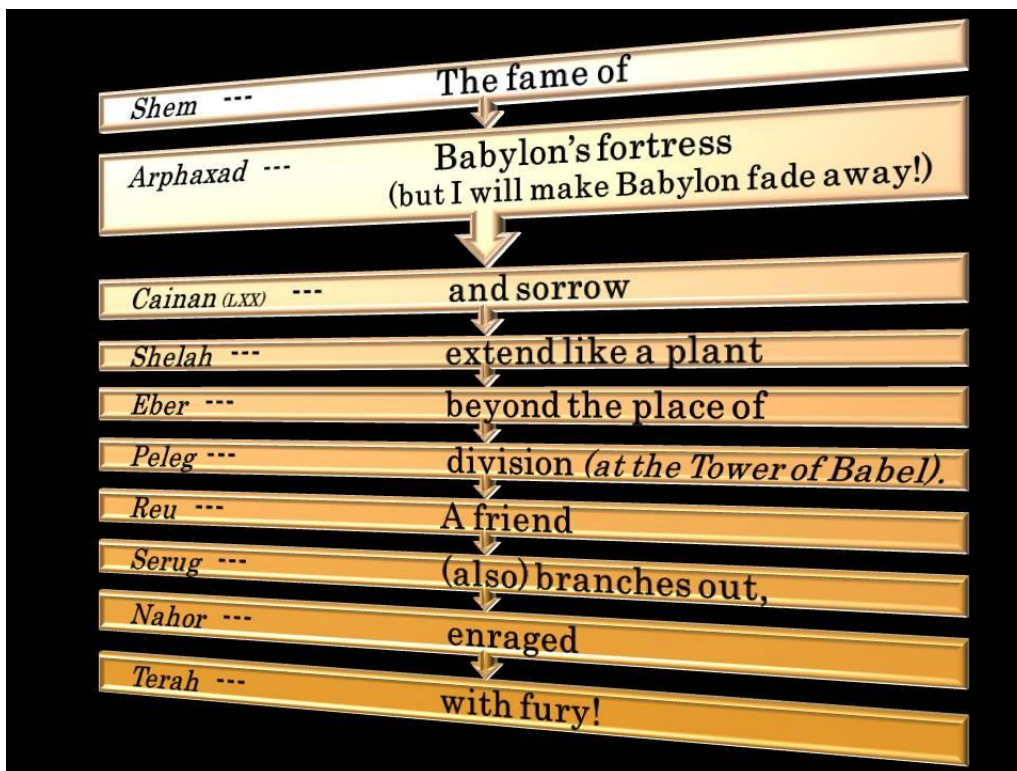 Shem --- The fame of
Arphaxad --- Babylon's fortress
(but I will make Babylon fade away!)
Cainan (LXX) --- and sorrow
Shelah --- extend like a plant
Eber --- beyond the place of
Peleg --- division (at the Tower of Babel).
Reu --- A friend
Serug --- (also) branches out,
Nahor --- enraged
Terah --- with fury!